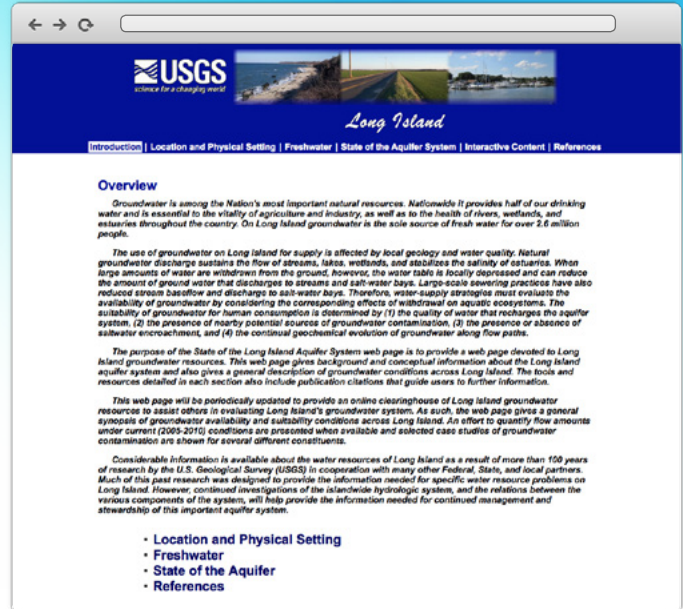 USGS
science for a changing world
Long Island
Introduction | Location and Physical Setting | Freshwater | State of the Aquifer System | Interactive Content | References
Overview
Groundwater is among the Nation's most important natural resources. Nationwide it provides half of our drinking
water and is essential to the vitality of agriculture and industry, as well as to the health of rivers, wetlands, and
estuaries throughout the country. On Long Island groundwater is the sole source of fresh water for over 2.6 million
people.
The use of groundwater on Long Island for supply is affected by local geology and water quality. Natural
groundwater discharge sustains the flow of streams, lakes, wetlands, and stabilizes the salinity of estuaries. When
large amounts of water are withdrawn from the ground, however, the water table is locally depressed and can reduce
the amount of ground water that discharges to streams and salt-water bays. Large-scale sewering practices have also
reduced stream baseflow and discharge to salt-water bays. Therefore, water-supply strategies must evaluate the
availability of groundwater by considering the corresponding effects of withdrawal on aquatic ecosystems. The
suitability of groundwater for human consumption is determined by (1) the quality of water that recharges the aquifer
system, (2) the presence of nearby potential sources of groundwater contamination, (3) the presence or absence of
saltwater encroachment, and (4) the continual geochemical evolution of groundwater along flow paths.
The purpose of the State of the Long Island Aquifer System web page is to provide a web page devoted to Long
Island groundwater resources. This web page gives background and conceptual information about the Long Island
aquifer system and also gives a general description of groundwater conditions across Long Island. The tools and
resources detailed in each section also include publication citations that guide users to further information.
This web page will be periodically updated to provide an online clearinghouse of Long Island groundwater
resources to assist others in evaluating Long Island's groundwater system. As such, the web page gives a general
synopsis of groundwater availability and suitability conditions across Long Island. An effort to quantify flow amounts
under current (2005-2010) conditions are presented when available and selected case studies of groundwater
contamination are shown for several different constituents.
Considerable information is available about the water resources of Long Island as a result of more than 100 years
of research by the U.S. Geological Survey (USGS) in cooperation with many other Federal, State, and local partners.
Much of this past research was designed to provide the information needed for specific water resource problems on
Long Island. However, continued investigations of the islandwide hydrologic system, and the relations between the
various components of the system, will help provide the information needed for continued management and
stewardship of this important aquifer system.
· Location and Physical Setting
· Freshwater
· State of the Aquifer
· References